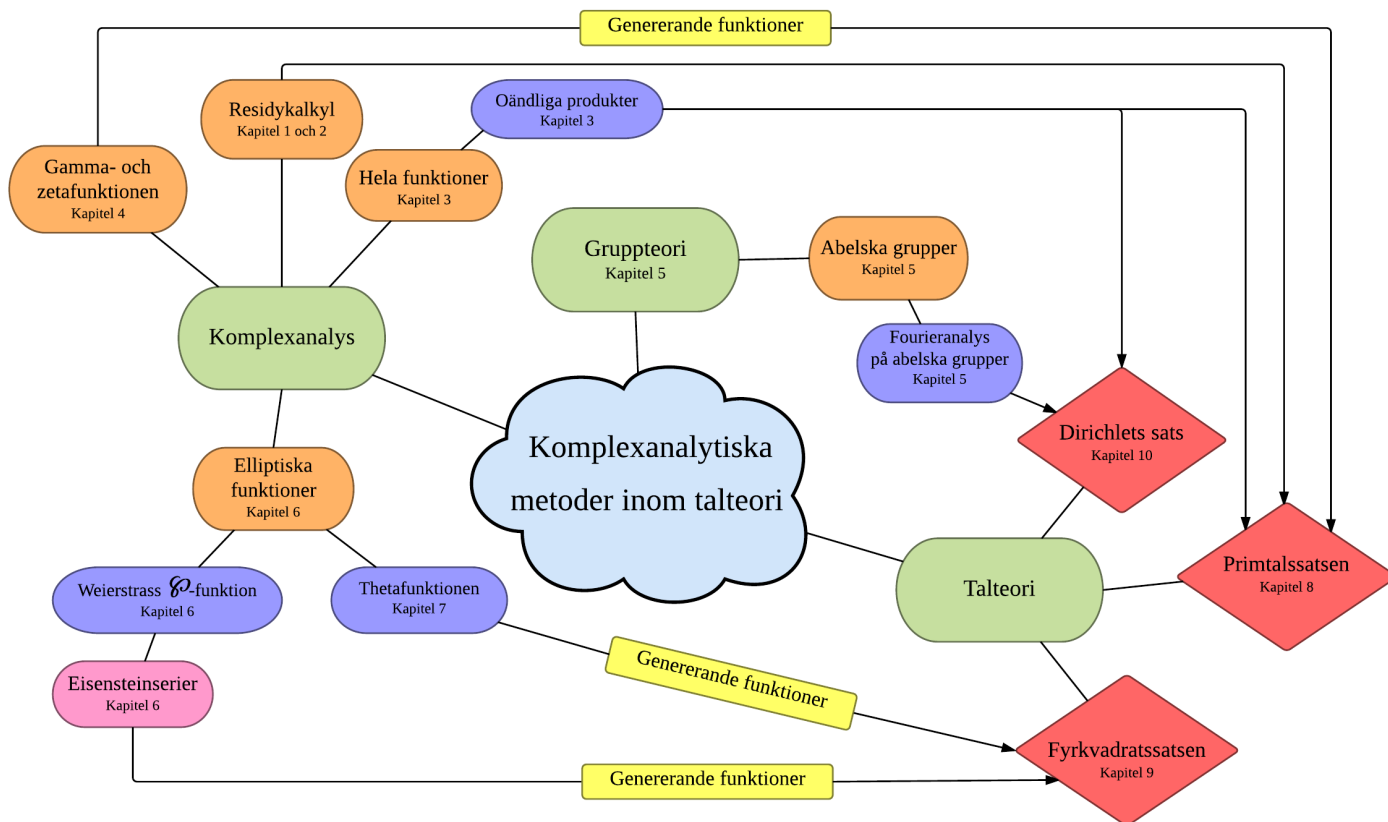 Genererande funktioner
Residykalkyl
Kapitel 1 och 2
Oändliga produkter
Kapitel 3
Gamma- och
zetafunktionen
Kapitel 4
Hela funktioner
Kapitel 3
Gruppteori
Kapitel 5
Abelska grupper
Kapitel 5
Komplexanalys
Fourieranalys
på abelska grupper
Kapitel 5
Komplexanalytiska
metoder inom talteori
Dirichlets sats
Kapitel 10
Elliptiska
funktioner
Kapitel 6
Primtalssatsen
Kapitel 8
Weierstrass ℘-funktion
Kapitel 6
Thetafunktionen
Kapitel 7
Talteori
Eisensteinserier
Kapitel 6
Genererande funktioner
Fyrkvadratssatsen
Kapitel 9
Genererande funktioner